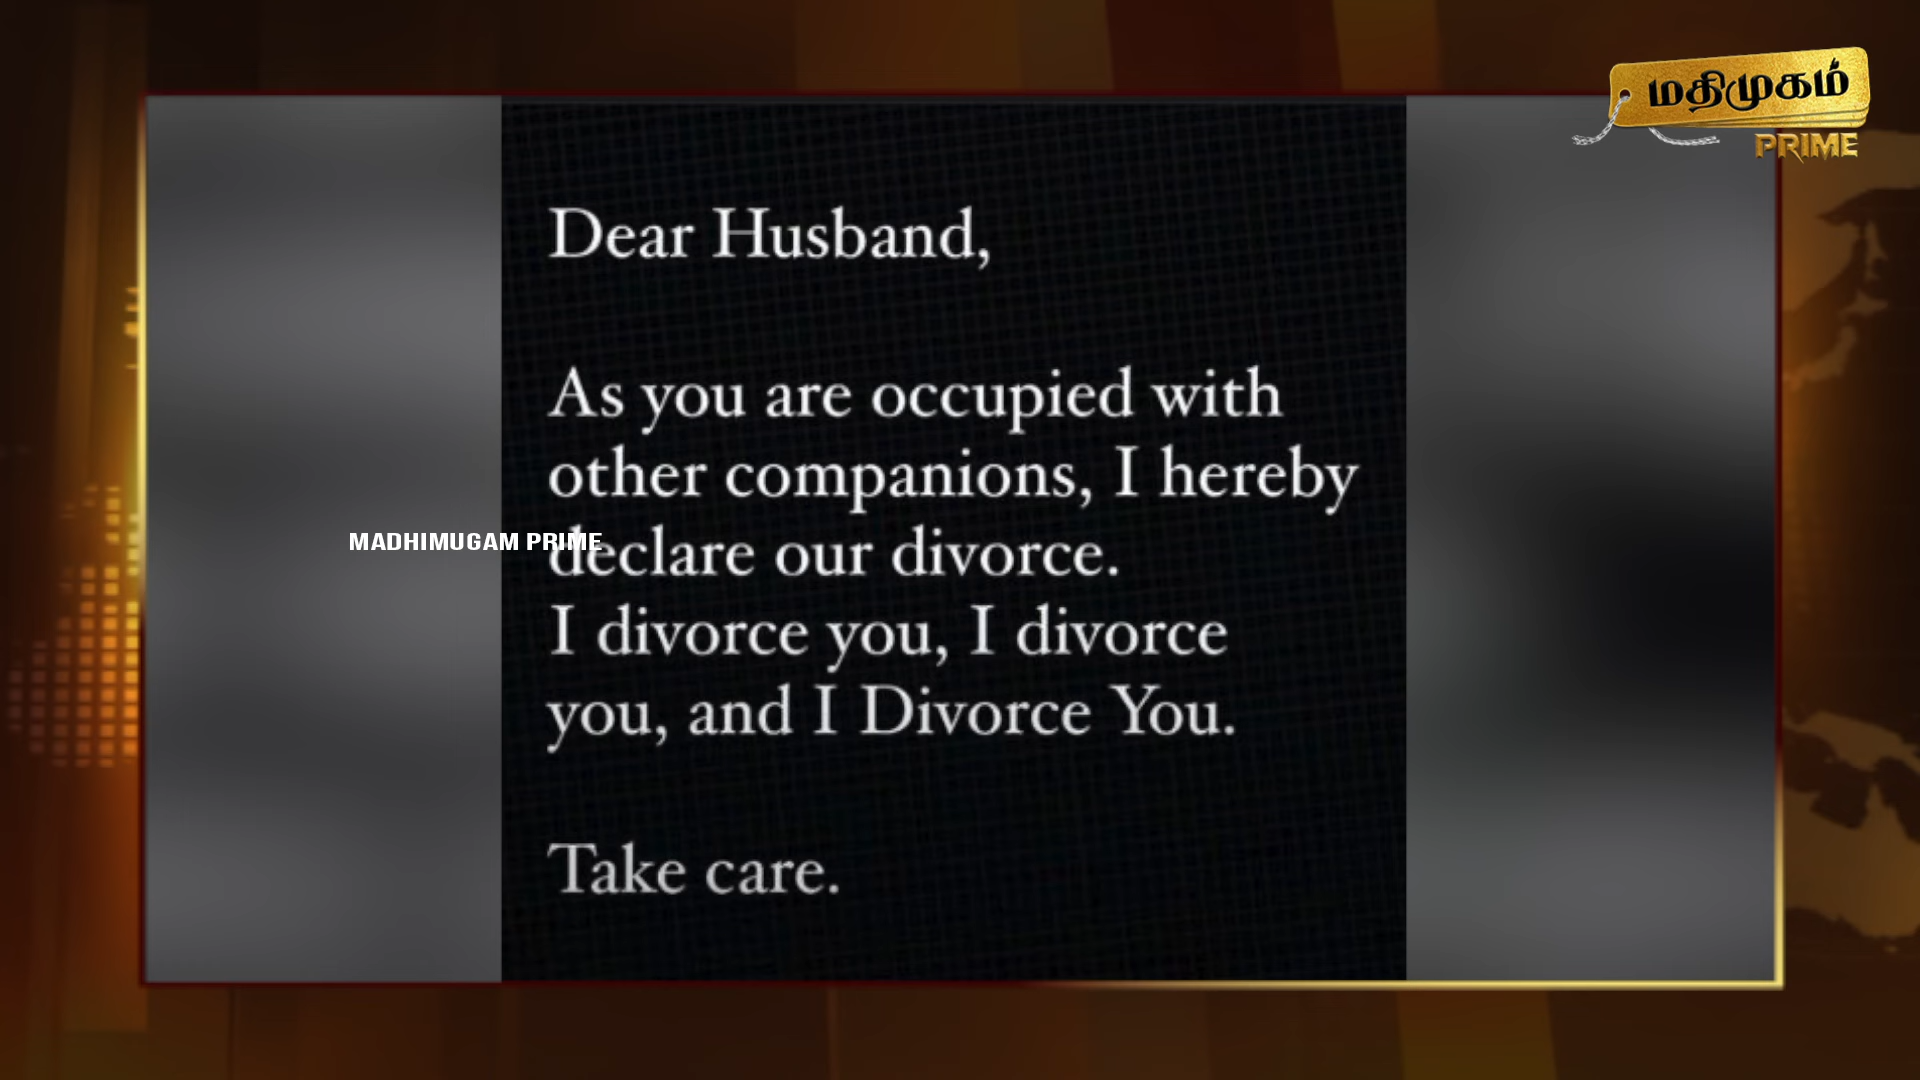 மதிமுகம்
PRIME
Dear Husband,
As you are occupied with
other companions, I hereby
declare our divorce.
I divorce you, I divorce
you, and I Divorce You.
Take care.
MADHIMUGAM PRIME